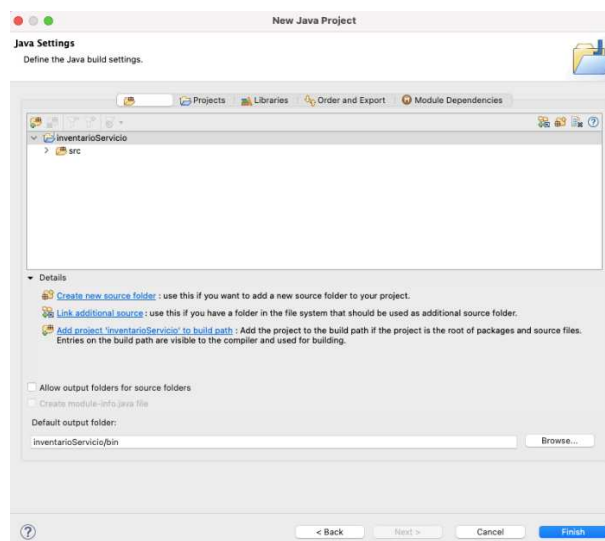 New Java Project
Java Settings
Define the Java build settings.
Projects Libraries Order and Export Module Dependencies
inventarioServicio
src
Details
Create new source folder : use this if you want to add a new source folder to your project.
Link additional source : use this if you have a folder in the file system that should be used as additional source folder.
Add project 'inventarioServicio' to build path : Add the project to the build path if the project is the root of packages and source files.
Entries on the build path are visible to the compiler and used for building.
Allow output folders for source folders
Create module-info.java file
Default output folder:
inventarioServicio/bin Browse...
? < Back Next > Cancel Finish